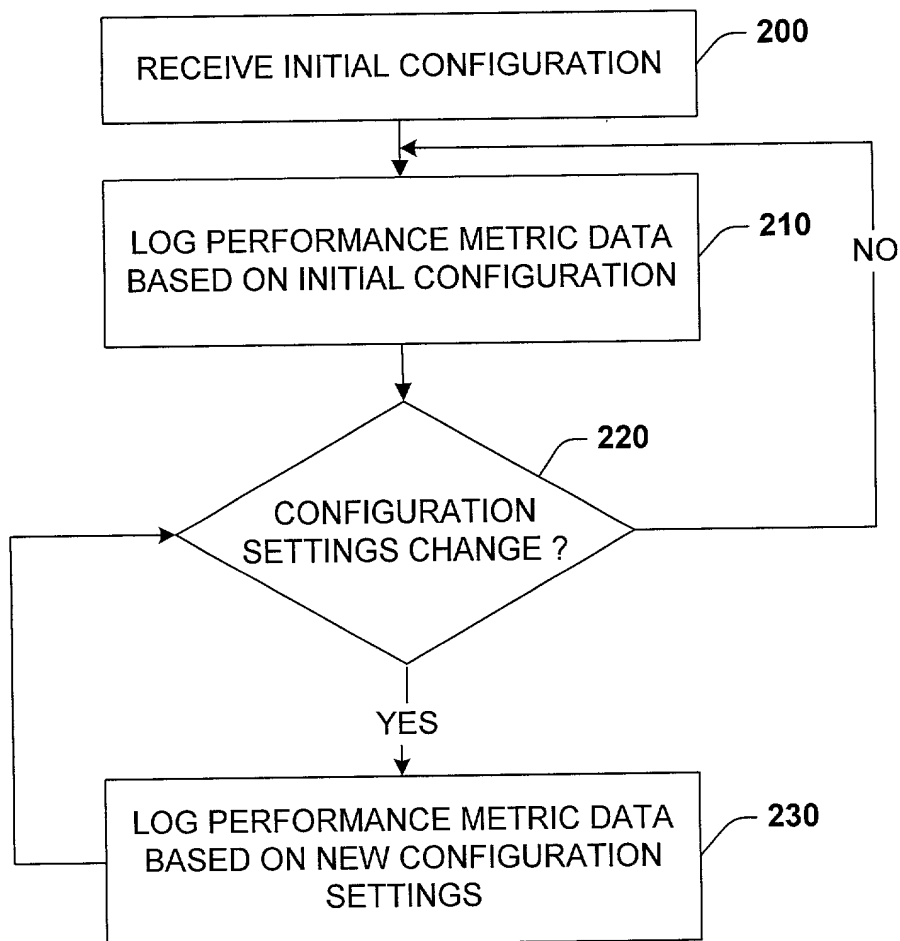 200
RECEIVE INITIAL CONFIGURATION
210
LOG PERFORMANCE METRIC DATA
BASED ON INITIAL CONFIGURATION
NO
220
CONFIGURATION
SETTINGS CHANGE ?
YES
230
LOG PERFORMANCE METRIC DATA
BASED ON NEW CONFIGURATION
SETTINGS